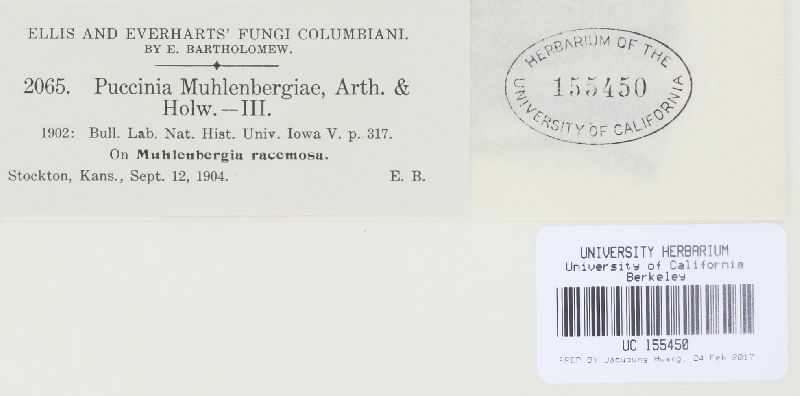 ELLIS AND EVERHARTS' FUNGI COLUMBIANI.
BY E. BARTHOLOMEW.
2065. Puccinia Muhlenbergiae, Arth. &
Holw.—III.
1902: Bull. Lab. Nat. Hist. Univ. Iowa V. p. 317.
On Muhlenbergia racemosa.
Stockton, Kans., Sept. 12, 1904. E. B.
HERBARIUM OF THE
155450
UNIVERSITY OF CALIFORNIA
UNIVERSITY HERBARIUM
University of California
Berkeley
UC 155450
PREP BY Jaeyoung Hwang, 24 Feb 2017